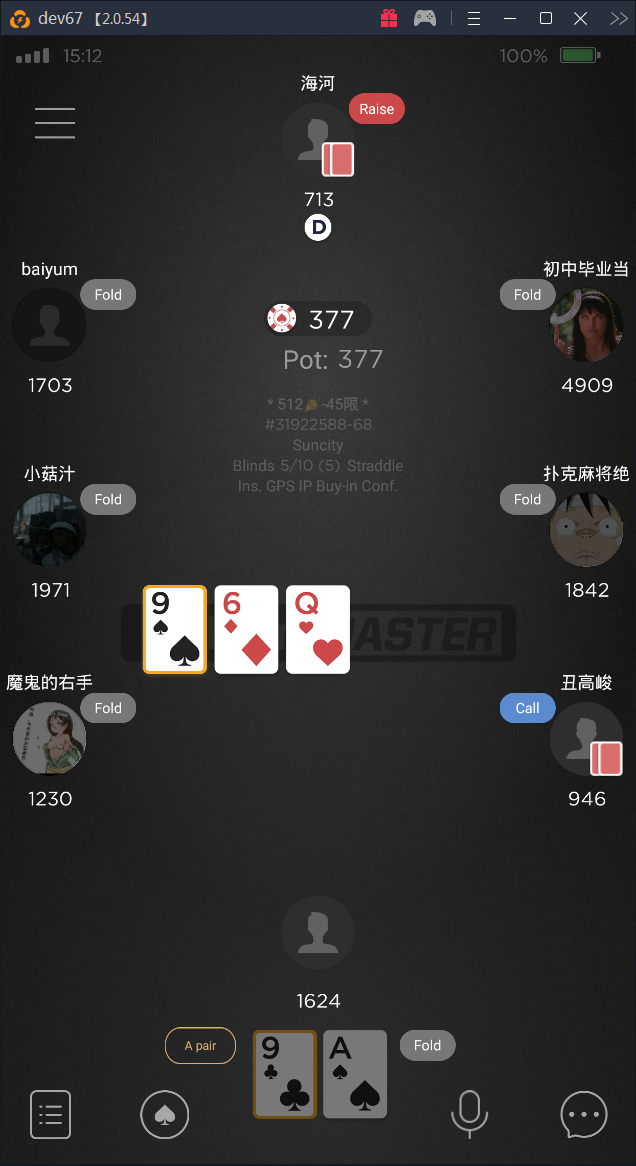 dev67 【2.0.54】
15:12
100%
海河
Raise
713
D
baiyum
Fold
1703
初中毕业当
Fold
4909
377
Pot: 377
* 512 -45限 *
#31922588-68
Suncity
Blinds 5/10 (5) Straddle
Ins. GPS IP Buy-in Conf.
小菇汁
Fold
1971
扑克麻将绝
Fold
1842
9
6
Q
MASTER
魔鬼的右手
Fold
1230
丑高峻
Call
946
1624
A pair
9
A
Fold